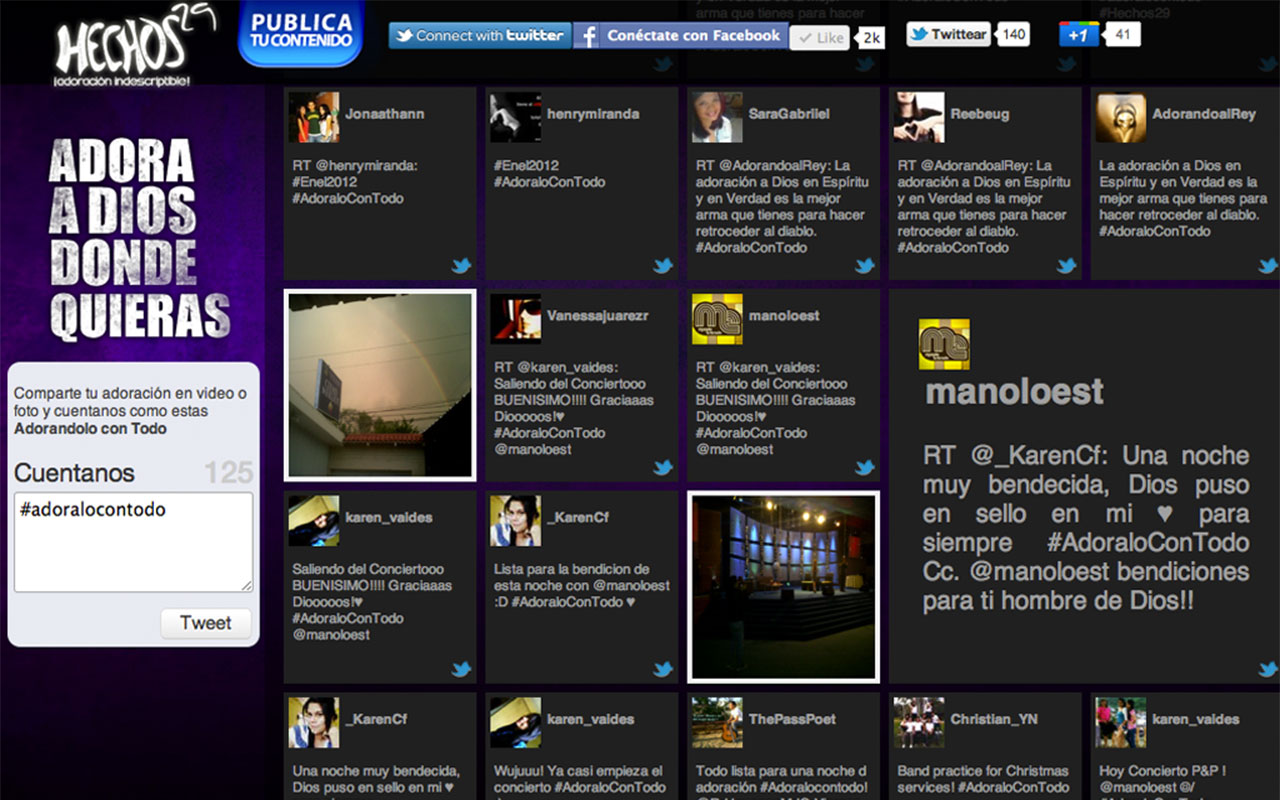 HECHOS29
¡adoración indescriptible!
PUBLICA
TU CONTENIDO
Connect with twitter
Conéctate con Facebook
Like
2k
Twittear
140
+1
41
arma que tienes para hacer
#Hechos29
ADORA
A DIOS
DONDE
QUIERAS
Comparte tu adoración en video o
foto y cuentanos como estas
Adorandolo con Todo
Cuentanos
125
#adoralocontodo
Tweet
Jonaathann
RT @henrymiranda:
#Enel2012
#AdoraloConTodo
henrymiranda
#Enel2012
#AdoraloConTodo
SaraGabrilel
RT @AdorandoalRey: La
adoración a Dios en Espíritu
y en Verdad es la mejor
arma que tienes para hacer
retroceder al diablo.
#AdoraloConTodo
Reebeug
RT @AdorandoalRey: La
adoración a Dios en Espíritu
y en Verdad es la mejor
arma que tienes para hacer
retroceder al diablo.
#AdoraloConTodo
AdorandoalRey
La adoración a Dios en
Espíritu y en Verdad es la
mejor arma que tienes para
hacer retroceder al diablo.
#AdoraloConTodo
Vanessajuarezr
RT @karen_vaides:
Saliendo del Conciertooo
BUENISIMO!!!! Graciaaas
Diooooos!♥
#AdoraloConTodo
@manoloest
manoloest
RT @karen_vaides:
Saliendo del Conciertooo
BUENISIMO!!!! Graciaaas
Diooooos!♥
#AdoraloConTodo
@manoloest
manoloest
RT @_KarenCf: Una noche
muy bendecida, Dios puso
en sello en mi ♥ para
siempre #AdoraloConTodo
Cc. @manoloest bendiciones
para ti hombre de Dios!!
karen_vaides
Saliendo del Conciertooo
BUENISIMO!!!! Graciaaas
Diooooos!♥
#AdoraloConTodo
@manoloest
_KarenCf
Lista para la bendicion de
esta noche con @manoloest
:D #AdoraloConTodo ♥
_KarenCf
Una noche muy bendecida,
Dios puso en sello en mi ♥
karen_vaides
Wujuuu! Ya casi empieza el
concierto #AdoraloConTodo
ThePassPoet
Todo lista para una noche d
adoración #Adoralocontodo!
Christian_YN
Band practice for Christmas
services! #AdoraloConTodo
karen_vaides
Hoy Concierto P&P !
@manoloest @/